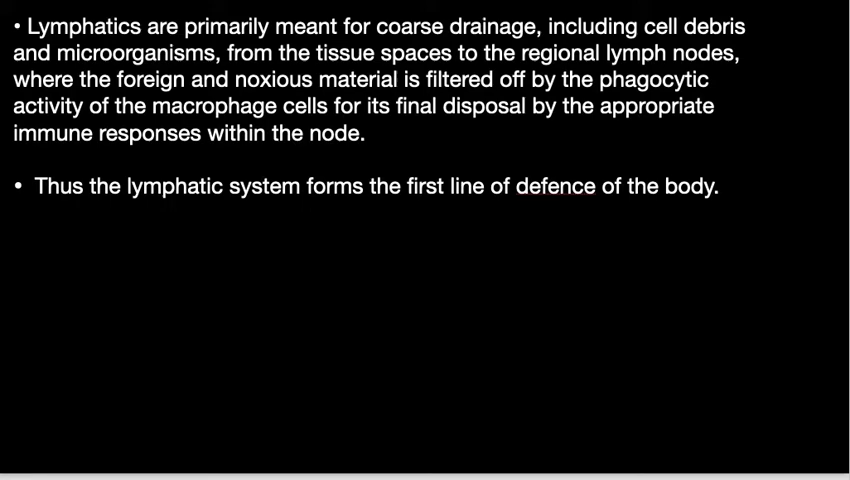 • Lymphatics are primarily meant for coarse drainage, including cell debris
and microorganisms, from the tissue spaces to the regional lymph nodes,
where the foreign and noxious material is filtered off by the phagocytic
activity of the macrophage cells for its final disposal by the appropriate
immune responses within the node.
• Thus the lymphatic system forms the first line of defence of the body.